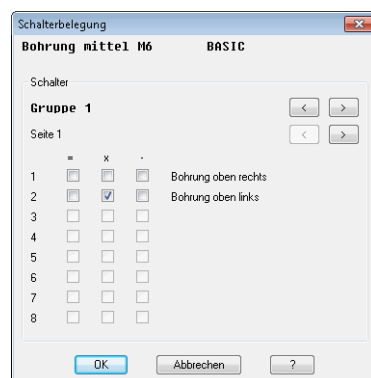 Schalterbelegung
Bohrung mittel M6 BASIC
Schalter
Gruppe 1 < >
Seite 1 < >
= x .
1 Bohrung oben rechts
2 Bohrung oben links
3
4
5
6
7
8
OK Abbrechen ?